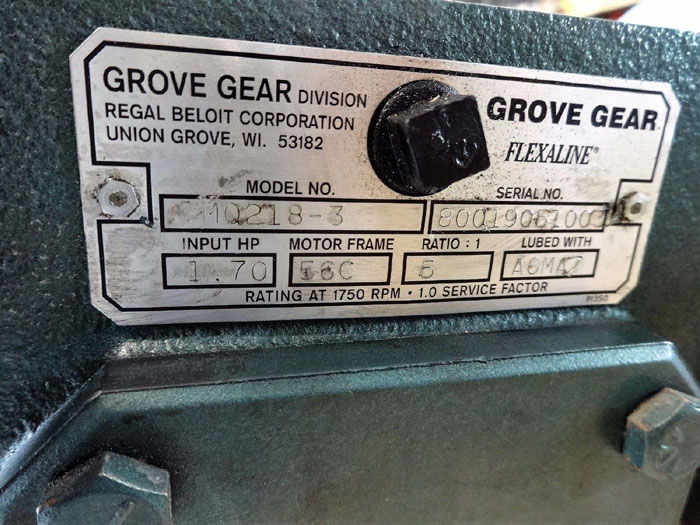 GROVE GEAR DIVISION
REGAL BELOIT CORPORATION
UNION GROVE, WI. 53182
GROVE GEAR
FLEXALINE®
MODEL NO. SERIAL NO.
INPUT HP MOTOR FRAME RATIO : 1 LUBED WITH
1.70 56C 5
RATING AT 1750 RPM • 1.0 SERVICE FACTOR